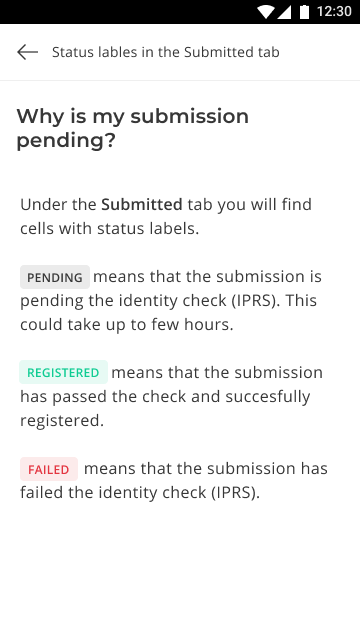 12:30
Status lables in the Submitted tab
Why is my submission
pending?
Under the Submitted tab you will find
cells with status labels.
PENDING means that the submission is
pending the identity check (IPRS). This
could take up to few hours.
REGISTERED means that the submission
has passed the check and succesfully
registered.
FAILED means that the submission has
failed the identity check (IPRS).